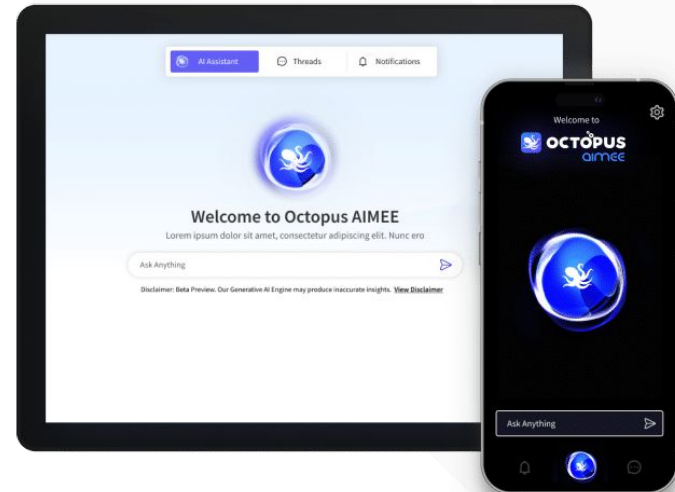 AI Assistant
Threads
Notifications
Welcome to Octopus AIMEE
Lorem ipsum dolor sit amet, consectetur adipiscing elit. Nunc ero
Ask Anything
Disclaimer: Beta Preview. Our Generative AI Engine may produce inaccurate insights. View Disclaimer
Welcome to
OCTOPUS
aimee
Ask Anything